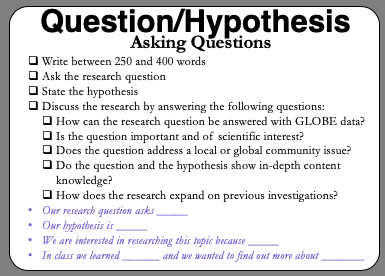 Question/Hypothesis
Asking Questions
❑ Write between 250 and 400 words
❑ Ask the research question
❑ State the hypothesis
❑ Discuss the research by answering the following questions:
❑ How can the research question be answered with GLOBE data?
❑ Is the question important and of scientific interest?
❑ Does the question address a local or global community issue?
❑ Do the question and the hypothesis show in-depth content
knowledge?
❑ How does the research expand on previous investigations?
• Our research question asks _____
• Our hypothesis is _____
• We are interested in researching this topic because _____
• In class we learned ______ and we wanted to find out more about _______